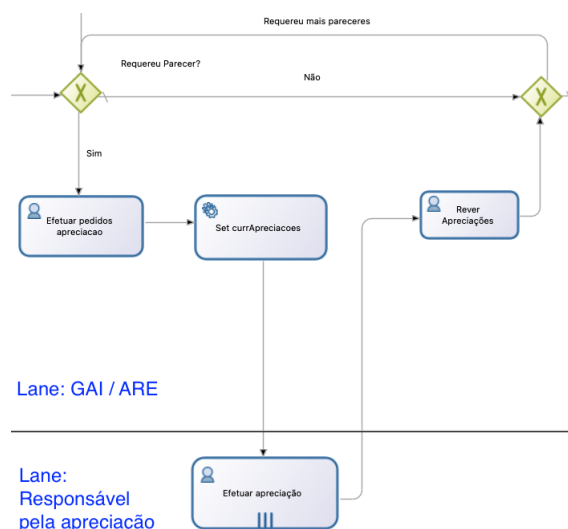 Requereu mais pareceres
Requereu Parecer?
Não
Sim
Efetuar pedidos
apreciacao
Set currApreciacoes
Rever
Apreciações
Lane: GAI / ARE
Lane:
Responsável
pela apreciação
Efetuar apreciação